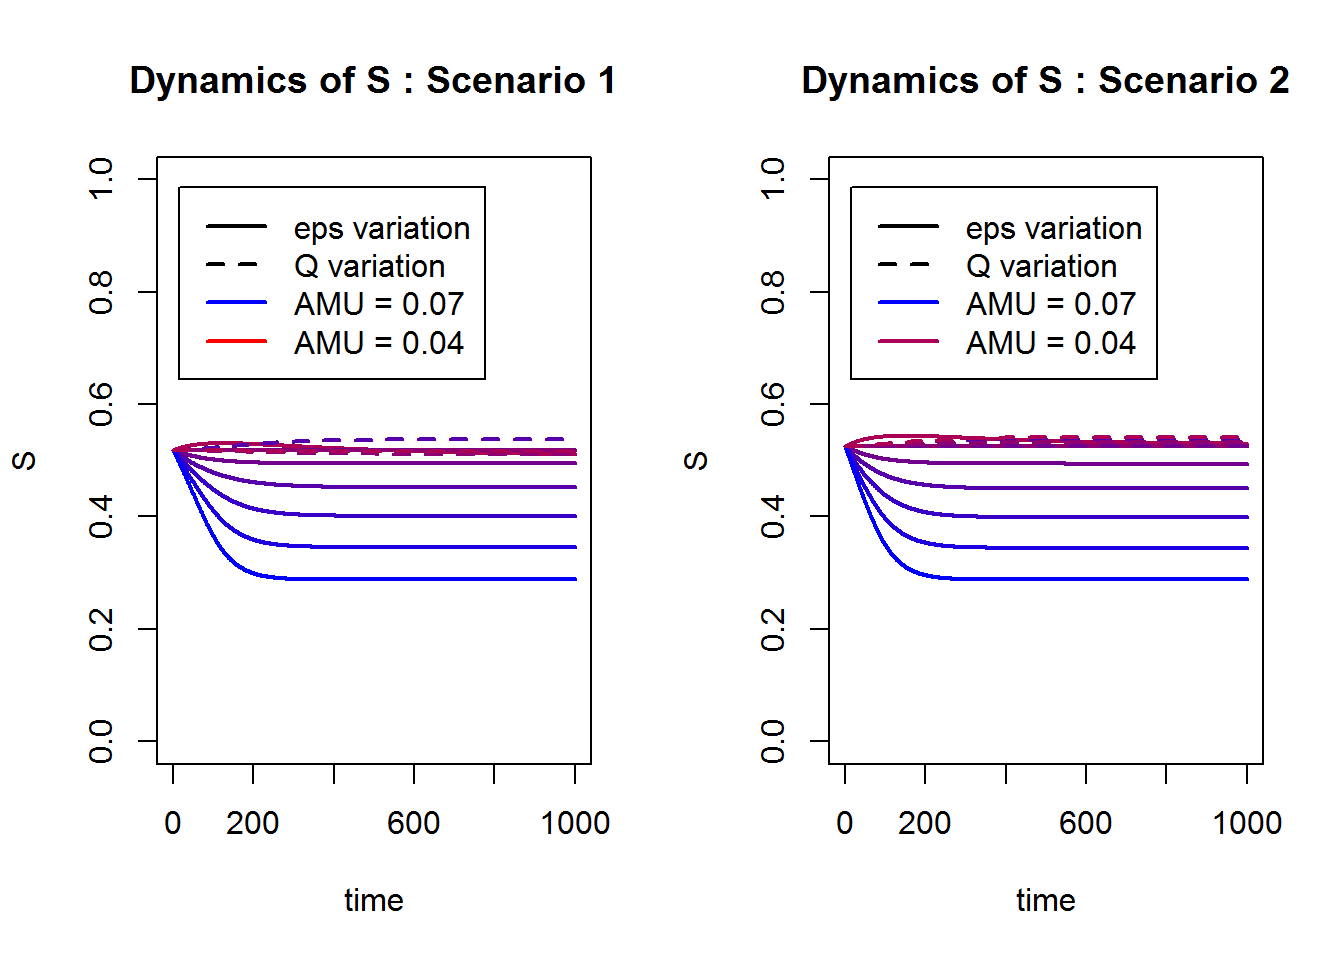 Dynamics of S : Scenario 1
eps variation
Q variation
AMU = 0.07
AMU = 0.04
S
1.0
0.8
0.6
0.4
0.2
0.0
0 200 600 1000
time
Dynamics of S : Scenario 2
eps variation
Q variation
AMU = 0.07
AMU = 0.04
S
1.0
0.8
0.6
0.4
0.2
0.0
0 200 600 1000
time